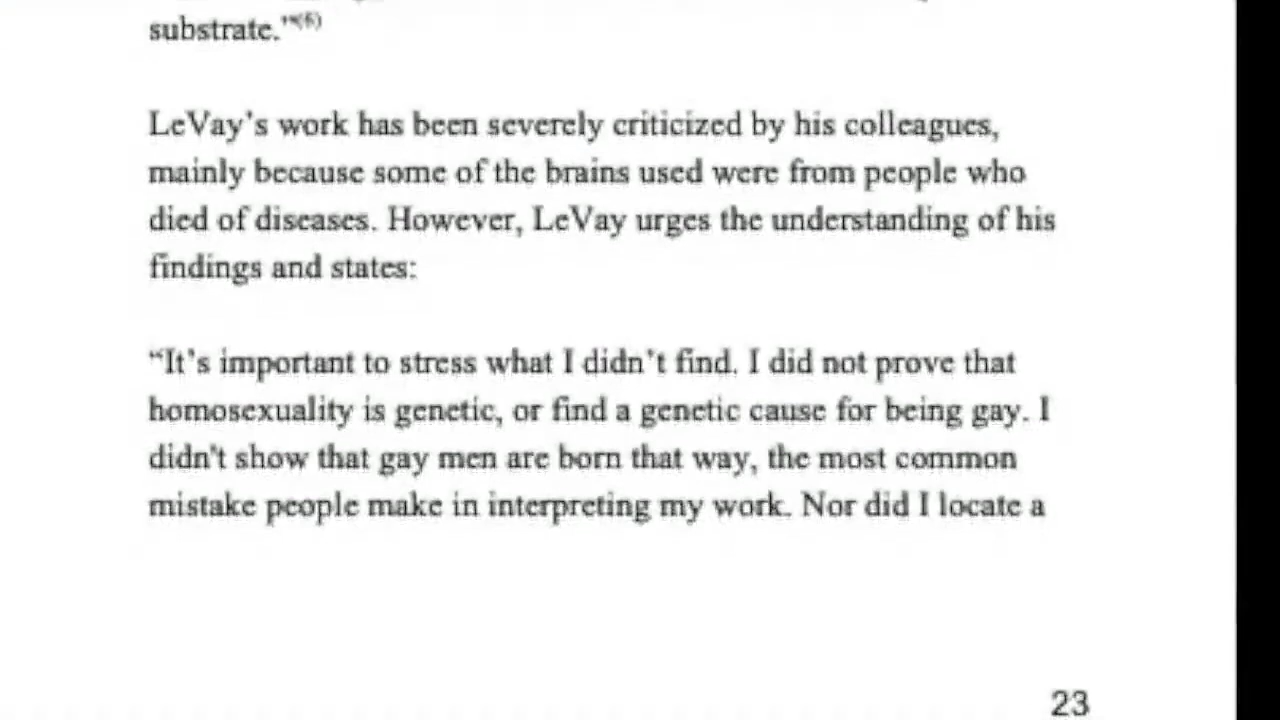 substrate.”⁽⁶⁾
LeVay’s work has been severely criticized by his colleagues,
mainly because some of the brains used were from people who
died of diseases. However, LeVay urges the understanding of his
findings and states:
“It’s important to stress what I didn’t find. I did not prove that
homosexuality is genetic, or find a genetic cause for being gay. I
didn't show that gay men are born that way, the most common
mistake people make in interpreting my work. Nor did I locate a
23